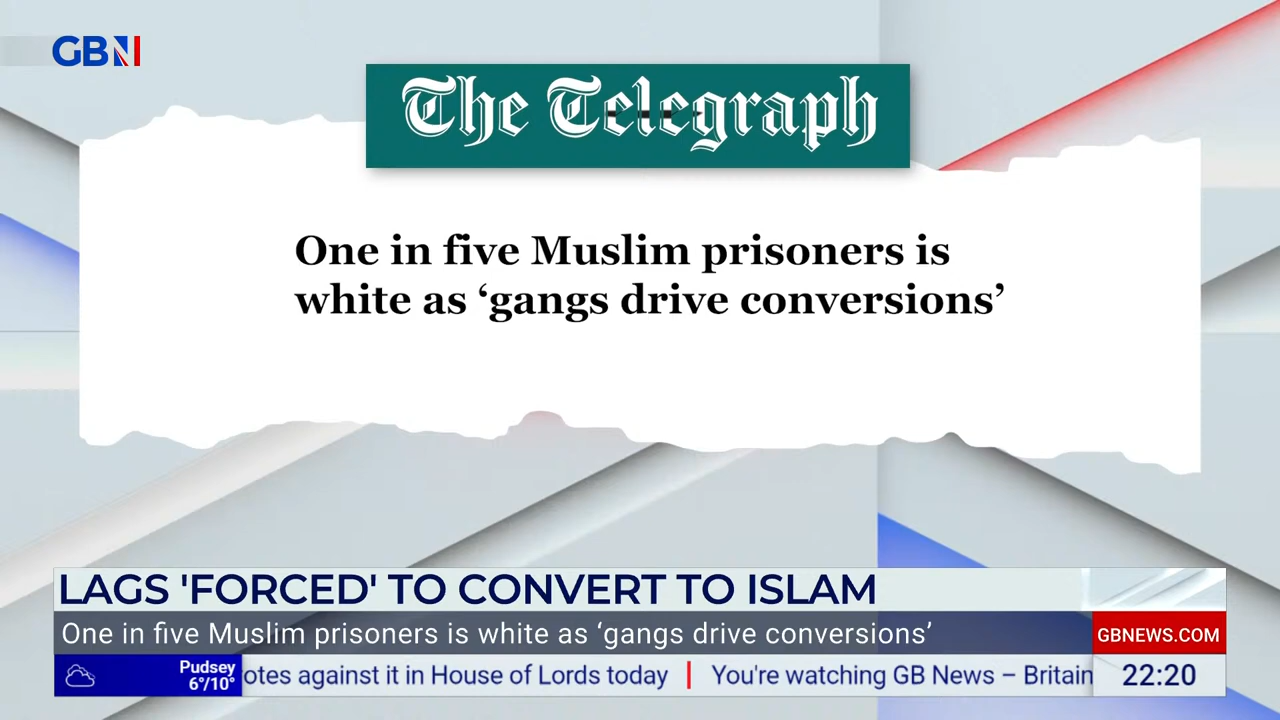 GBN
The Telegraph
One in five Muslim prisoners is
white as ‘gangs drive conversions’
LAGS 'FORCED' TO CONVERT TO ISLAM
One in five Muslim prisoners is white as ‘gangs drive conversions’
GBNEWS.COM
Pudsey
6°/10°
otes against it in House of Lords today | You're watching GB News – Britain
22:20